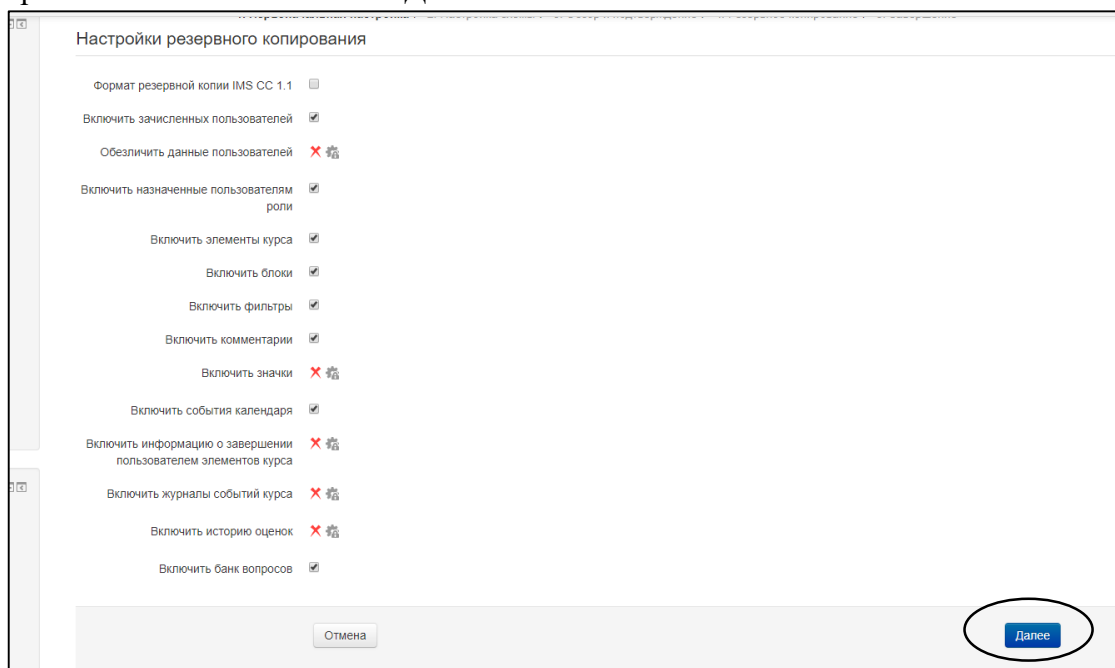 Настройки резервного копирования
Формат резервной копии IMS CC 1.1
Включить зачисленных пользователей
Обезличить данные пользователей
Включить назначенные пользователям
роли
Включить элементы курса
Включить блоки
Включить фильтры
Включить комментарии
Включить значки
Включить события календаря
Включить информацию о завершении
пользователем элементов курса
Включить журналы событий курса
Включить историю оценок
Включить банк вопросов
Отмена
Далее